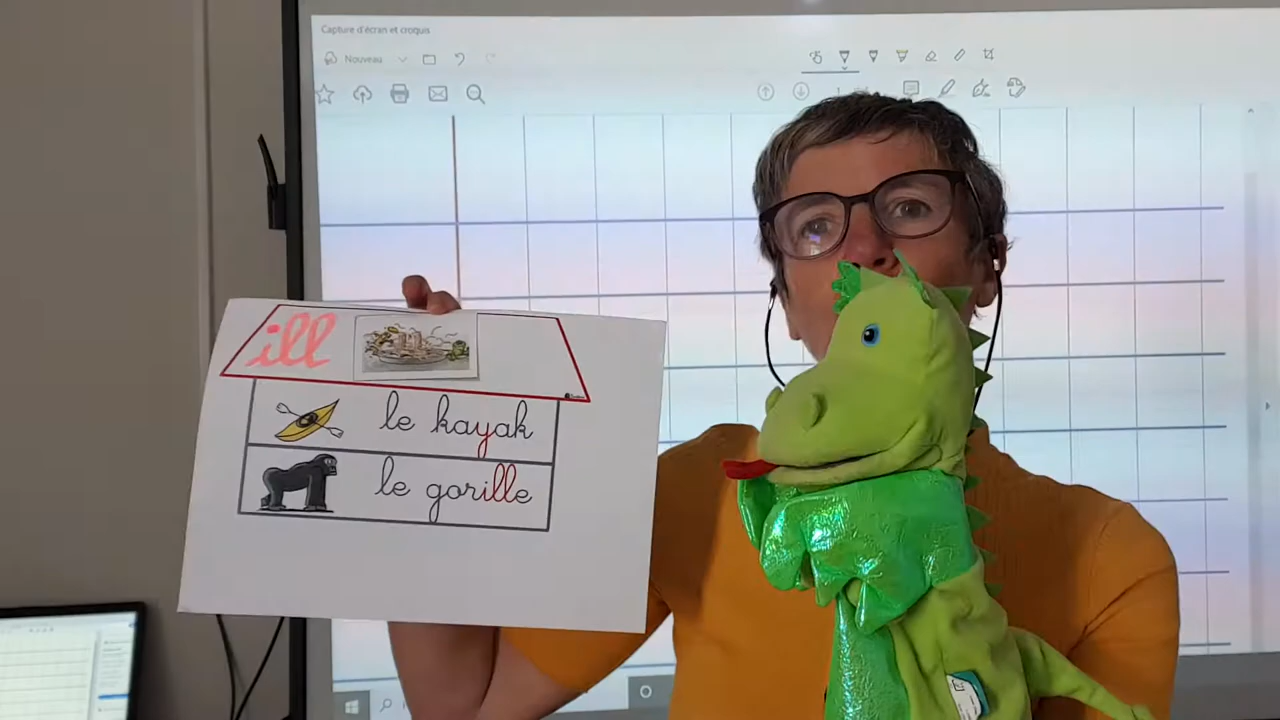 Capture d'écran et croquis
Nouveau
ill
le kayak
le gorille